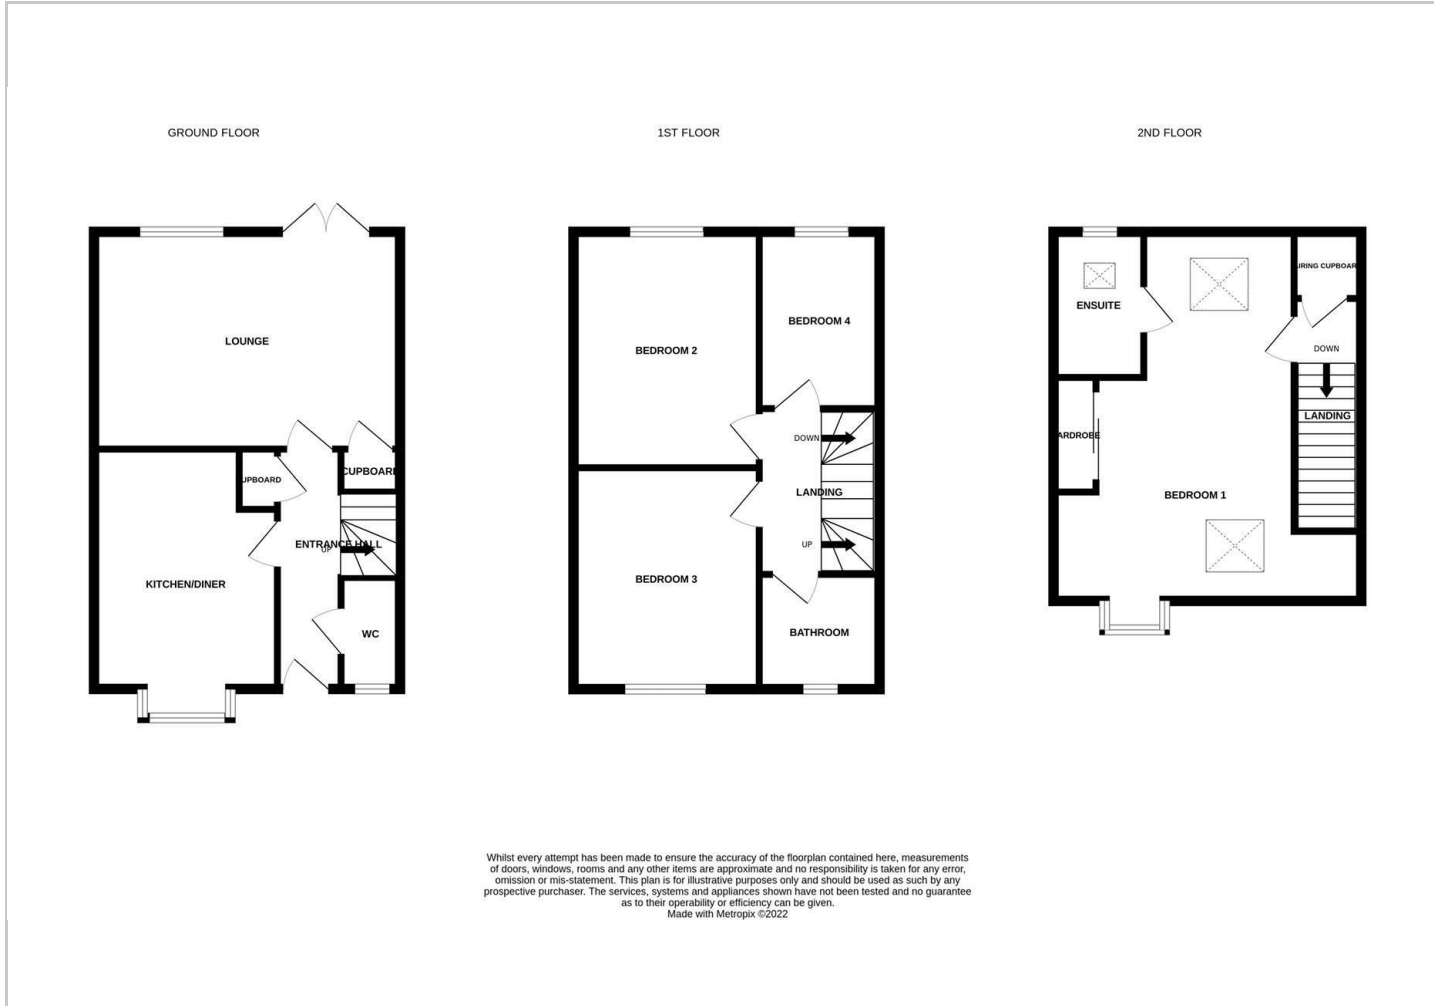 GROUND FLOOR
LOUNGE
UPBOARD
CUPBOARD
ENTRANCE HALL
UP
KITCHEN/DINER
WC
1ST FLOOR
BEDROOM 2
BEDROOM 4
DOWN
LANDING
UP
BEDROOM 3
BATHROOM
2ND FLOOR
IRING CUPBOAR
ENSUITE
DOWN
LANDING
ARDROBE
BEDROOM 1
Whilst every attempt has been made to ensure the accuracy of the floorplan contained here, measurements
of doors, windows, rooms and any other items are approximate and no responsibility is taken for any error,
omission or mis-statement. This plan is for illustrative purposes only and should be used as such by any
prospective purchaser. The services, systems and appliances shown have not been tested and no guarantee
as to their operability or efficiency can be given.
Made with Metropix ©2022